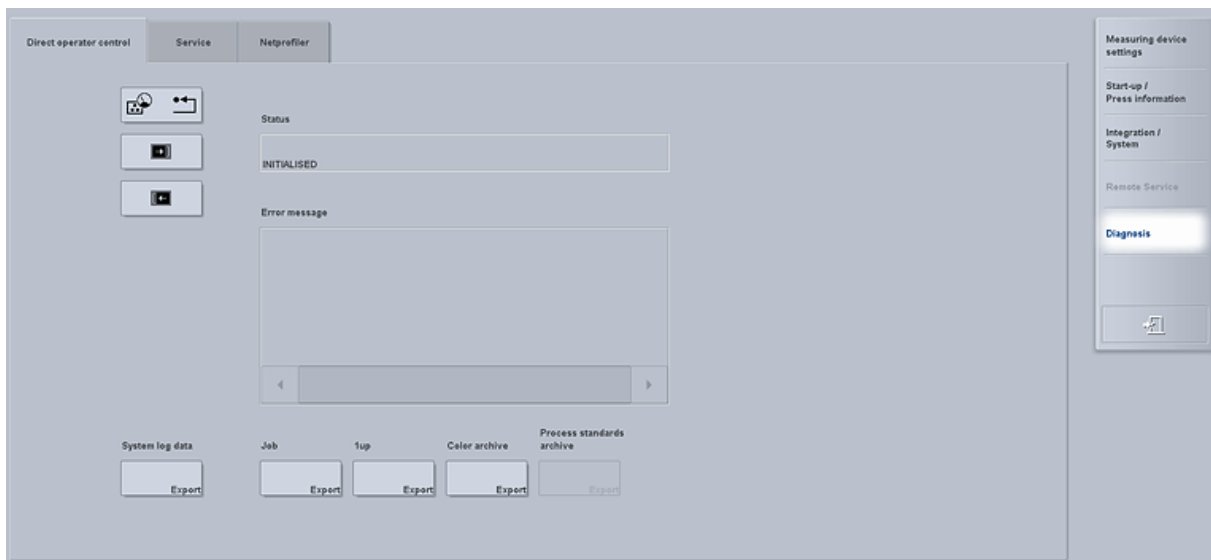 Direct operator control
Service
Netprofiler
Status
INITIALISED
Error message
System log data
Export
Job
Export
1up
Export
Color archive
Export
Process standards
archive
Export
Measuring device
settings
Start-up /
Press information
Integration /
System
Remote Service
Diagnosis